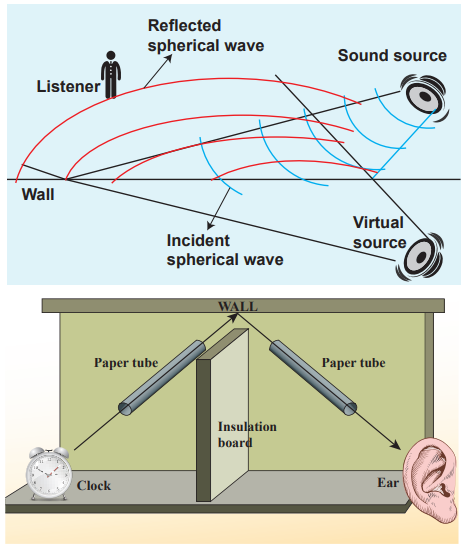 Reflected
spherical wave
Sound source
Listener
Wall
Virtual
source
Incident
spherical wave
WALL
Paper tube
Paper tube
Insulation
board
Clock
Ear